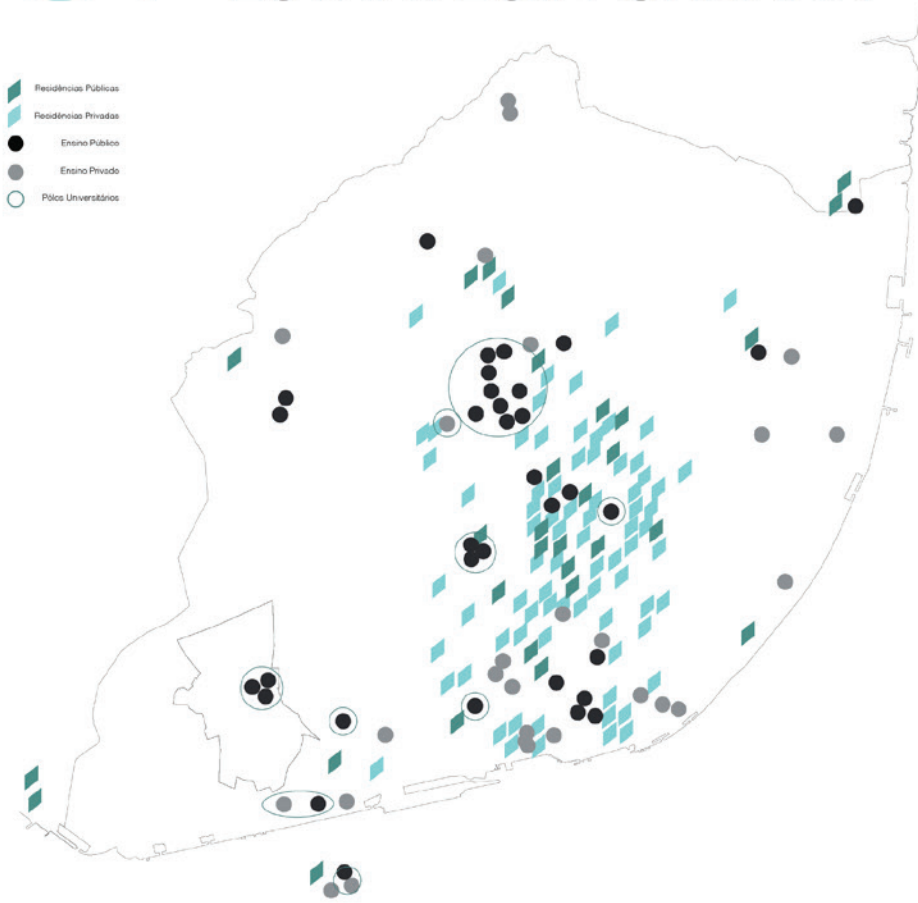 Residências Públicas
Residências Privadas
Ensino Público
Ensino Privado
Pólos Universitários